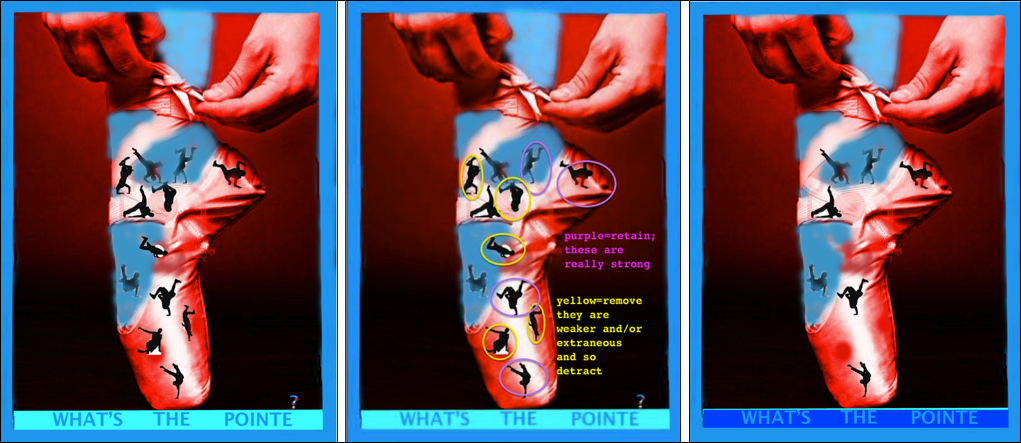 ?
WHAT'S THE POINTE
purple=retain;
these are
really strong
yellow=remove
they are
weaker and/or
extraneous
and so
detract
?
WHAT'S THE POINTE
WHAT'S THE POINTE